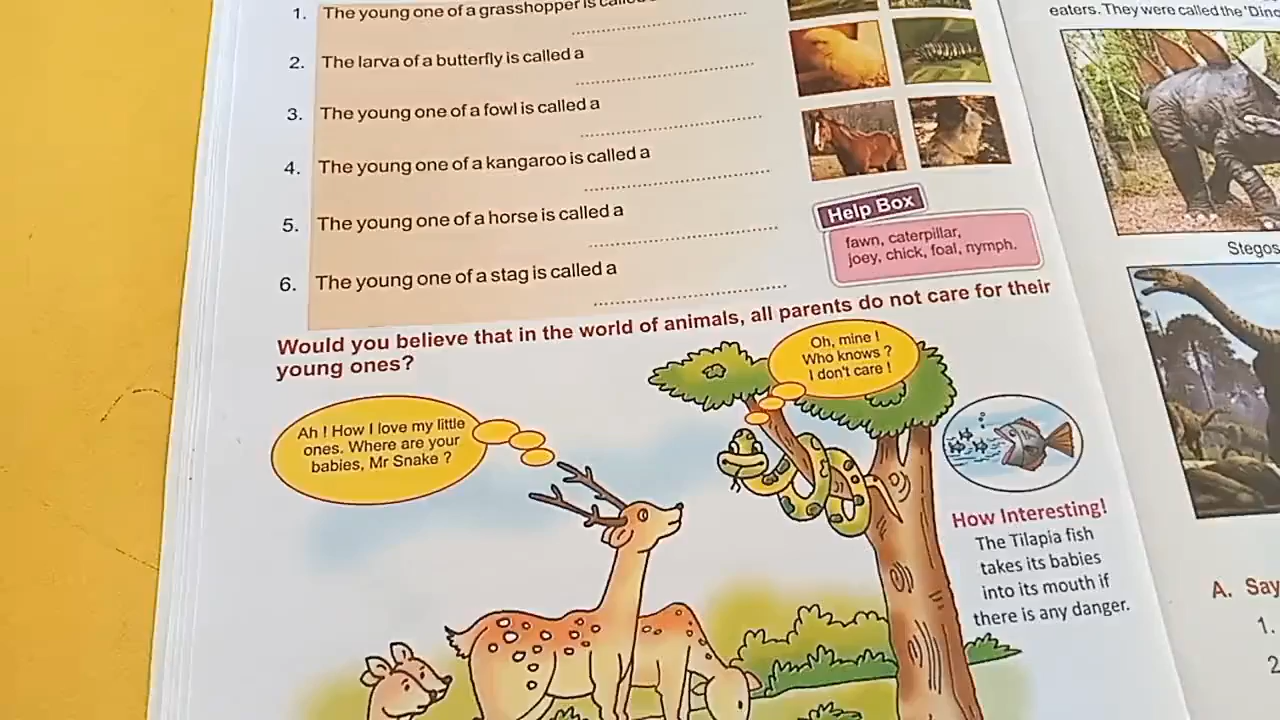 1. The young one of a grasshopper is called
2. The larva of a butterfly is called a
3. The young one of a fowl is called a
4. The young one of a kangaroo is called a
5. The young one of a horse is called a
6. The young one of a stag is called a
Help Box
fawn, caterpillar,
joey, chick, foal, nymph.
Would you believe that in the world of animals, all parents do not care for their
young ones?
Oh, mine !
Who knows ?
I don't care !
Ah ! How I love my little
ones. Where are your
babies, Mr Snake ?
How Interesting!
The Tilapia fish
takes its babies
into its mouth if
there is any danger.
eaters. They were called the 'Dino
Stegos
A. Say
1.
2